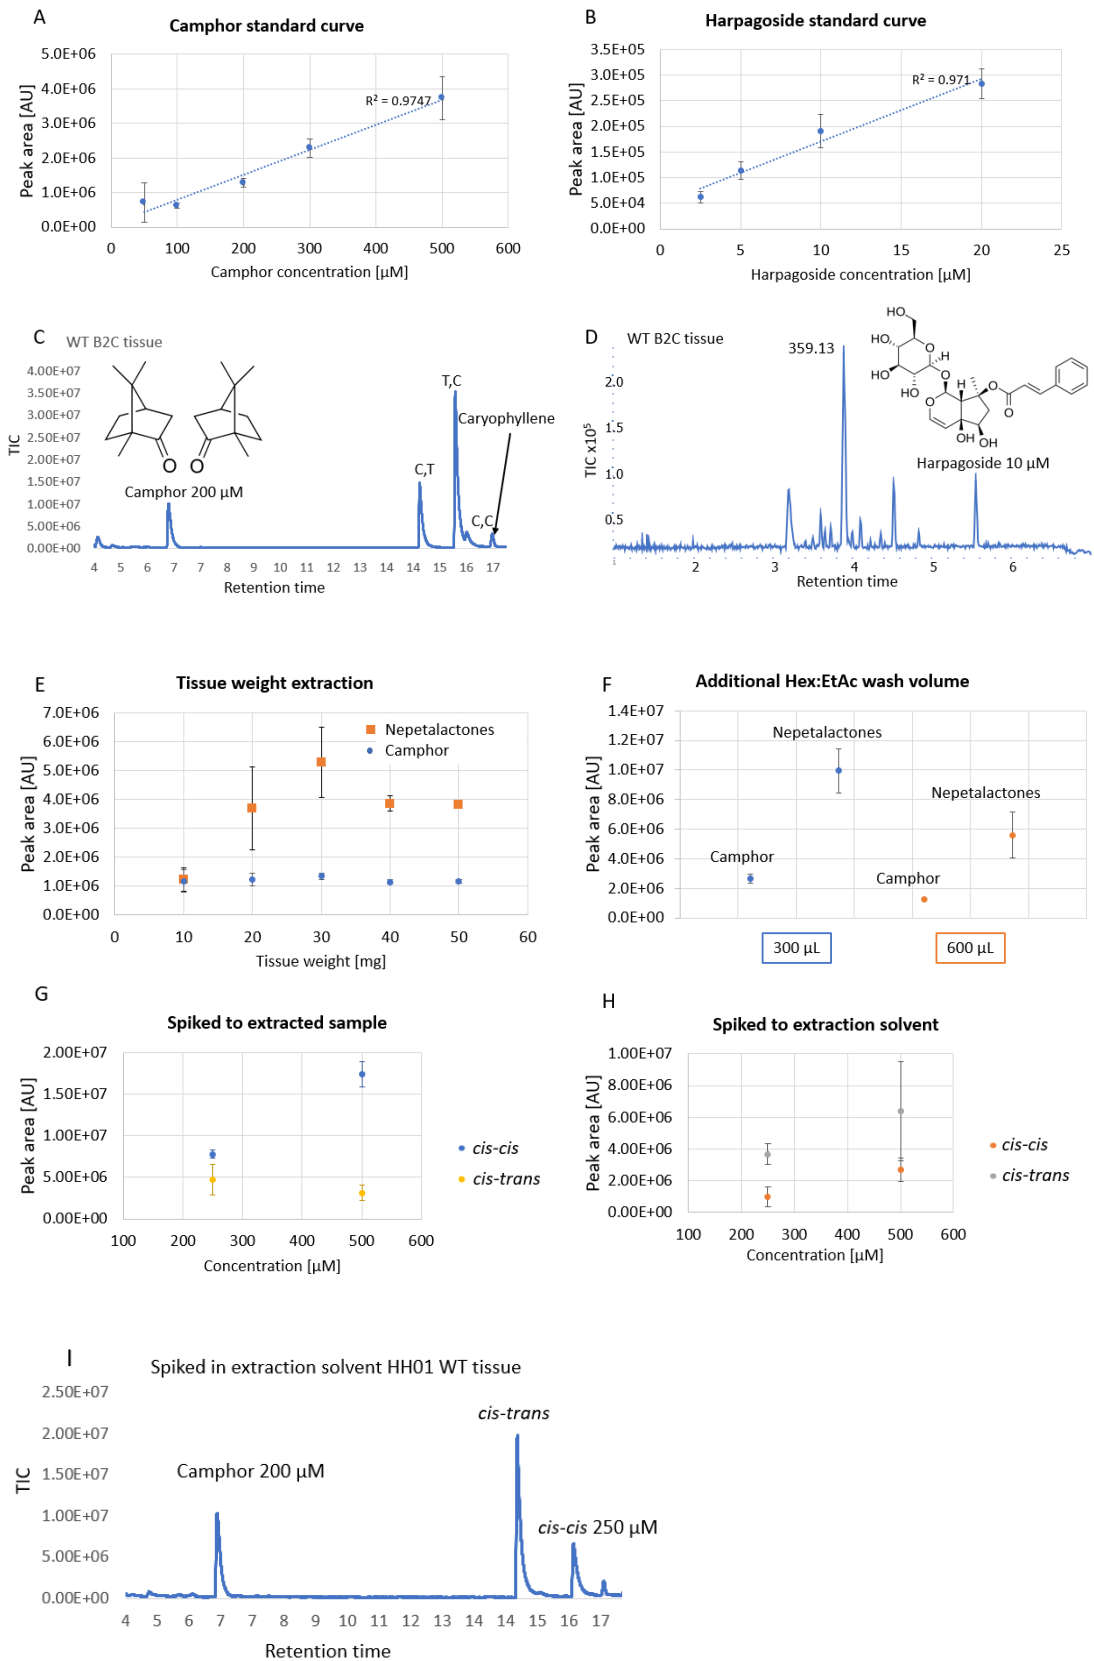 A
Camphor standard curve
5.0E+06
4.0E+06
3.0E+06
2.0E+06
1.0E+06
0.0E+00
Peak area [AU]
R² = 0.9747
0 100 200 300 400 500 600
Camphor concentration [µM]
B
Harpagoside standard curve
3.5E+05
3.0E+05
2.5E+05
2.0E+05
1.5E+05
1.0E+05
5.0E+04
0.0E+00
Peak area [AU]
R² = 0.971
0 5 10 15 20 25
Harpagoside concentration [µM]
C
WT B2C tissue
4.00E+07
3.50E+07
3.00E+07
2.50E+07
2.00E+07
1.50E+07
1.00E+07
5.00E+06
0.00E+00
TIC
O O
Camphor 200 µM
C,T
T,C
Caryophyllene
C,C
4 5 6 7 7 8 9 10 10 11 12 13 14 15 16 17
Retention time
D
WT B2C tissue
359.13
2.0
1.5
1.0
0.5
TIC x10⁵
HO
HO
O
H
HO
OH
O
H
O
O
O
OH
OH
Harpagoside 10 µM
2 3 4 5 6
Retention time
E
Tissue weight extraction
7.0E+06
6.0E+06
5.0E+06
4.0E+06
3.0E+06
2.0E+06
1.0E+06
0.0E+00
Peak area [AU]
Nepetalactones
Camphor
0 10 20 30 40 50 60
Tissue weight [mg]
F
Additional Hex:EtAc wash volume
1.4E+07
1.2E+07
1.0E+07
8.0E+06
6.0E+06
4.0E+06
2.0E+06
0.0E+00
Peak area [AU]
Nepetalactones
Nepetalactones
Camphor
Camphor
300 µL
600 µL
G
Spiked to extracted sample
2.00E+07
1.50E+07
1.00E+07
5.00E+06
0.00E+00
Peak area [AU]
cis-cis
cis-trans
100 200 300 400 500 600
Concentration [µM]
H
Spiked to extraction solvent
1.00E+07
8.00E+06
6.00E+06
4.00E+06
2.00E+06
0.00E+00
Peak area [AU]
cis-cis
cis-trans
100 200 300 400 500 600
Concentration [µM]
I
Spiked in extraction solvent HH01 WT tissue
2.50E+07
2.00E+07
1.50E+07
1.00E+07
5.00E+06
0.00E+00
TIC
cis-trans
Camphor 200 µM
cis-cis 250 µM
4 5 6 7 7 8 9 10 11 12 13 14 14 15 16 17
Retention time